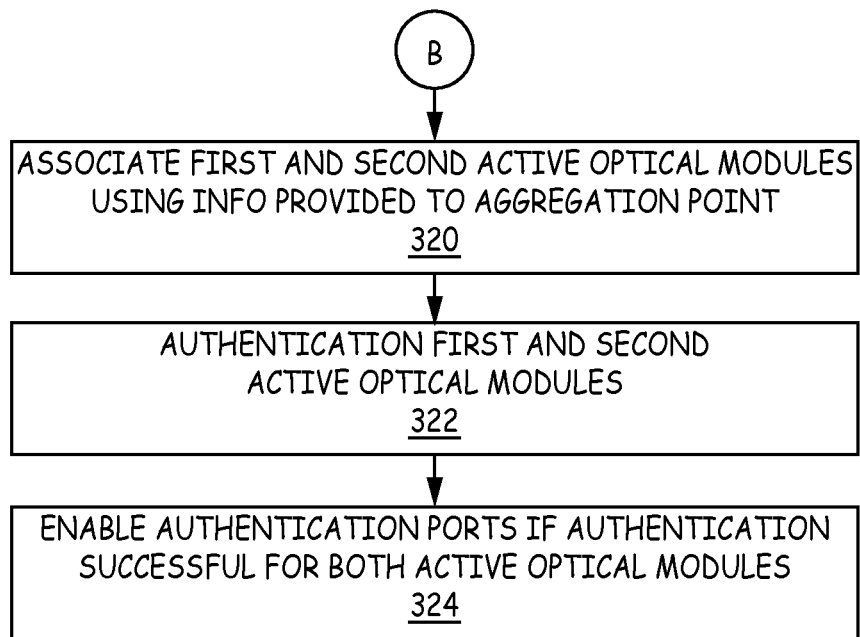 B
ASSOCIATE FIRST AND SECOND ACTIVE OPTICAL MODULES
USING INFO PROVIDED TO AGGREGATION POINT
320
AUTHENTICATION FIRST AND SECOND
ACTIVE OPTICAL MODULES
322
ENABLE AUTHENTICATION PORTS IF AUTHENTICATION
SUCCESSFUL FOR BOTH ACTIVE OPTICAL MODULES
324